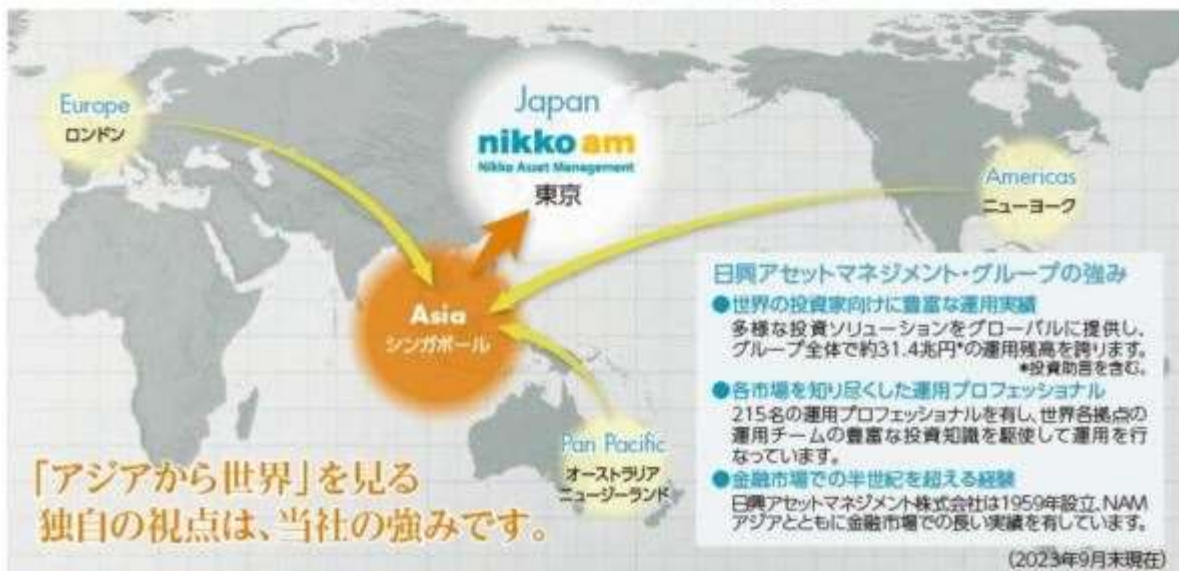 Europe
ロンドン
Japan
nikko am
Nikko Asset Management
東京
Americas
ニューヨーク
Asia
シンガポール
Pan Pacific
オーストラリア
ニュージーランド
「アジアから世界」を見る
独自の視点は、当社の強みです。
日興アセットマネジメント・グループの強み
●世界の投資家向けに豊富な運用実績
多様な投資ソリューションをグローバルに提供し、
グループ全体で約31.4兆円*の運用残高を誇ります。
*投資助言を含む。
●各市場を知り尽くした運用プロフェッショナル
215名の運用プロフェッショナルを有し、世界各拠点の
運用チームの豊富な投資知識を駆使して運用を行
なっています。
●金融市場での半世紀を超える経験
日興アセットマネジメント株式会社は1959年設立、NAM
アジアとともに金融市場での長い実績を有しています。
(2023年9月末現在)